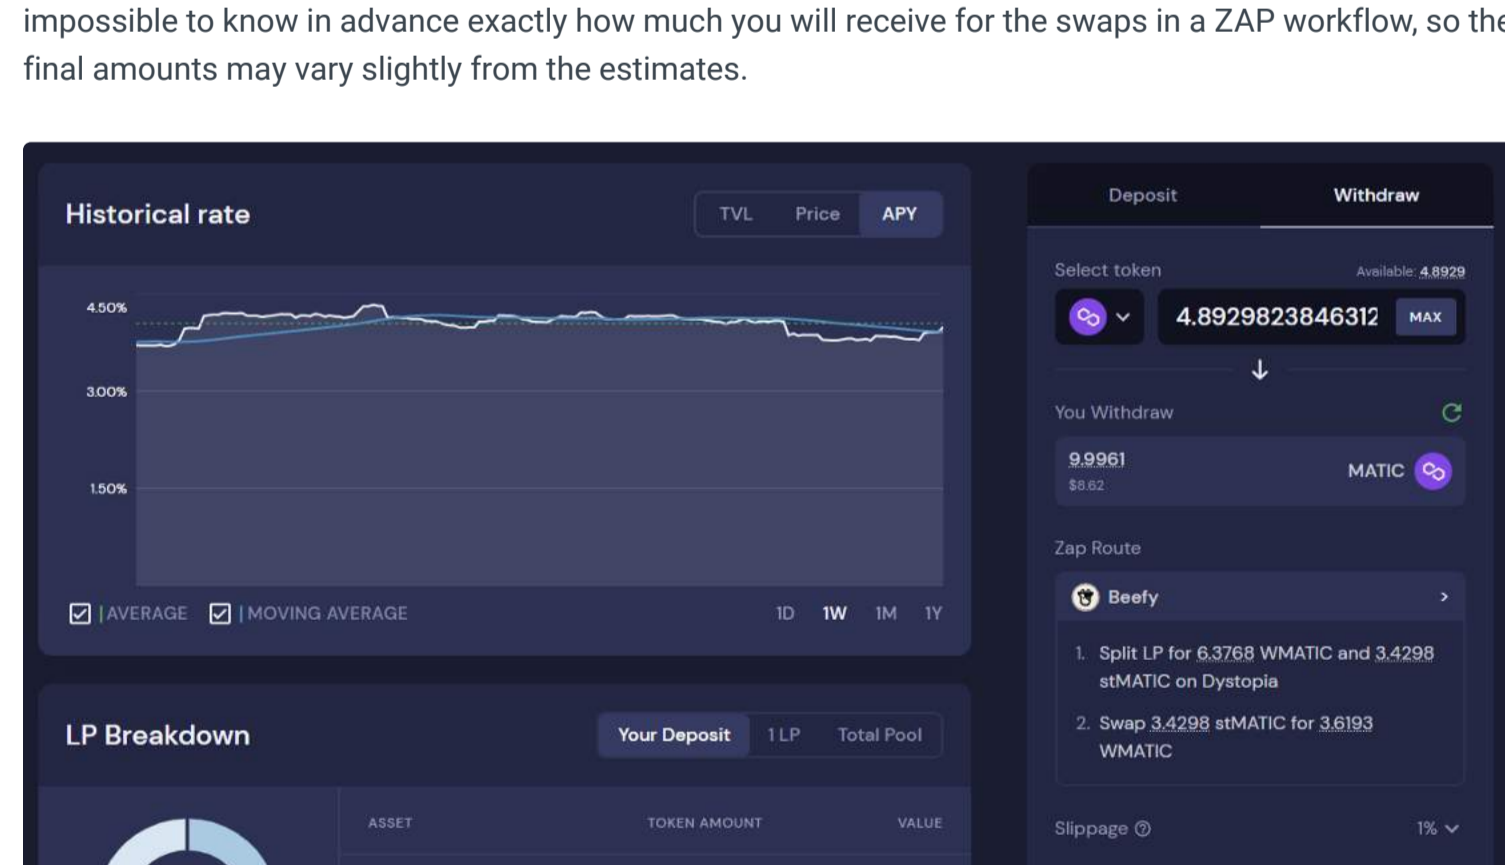 impossible to know in advance exactly how much you will receive for the swaps in a ZAP workflow, so the
final amounts may vary slightly from the estimates.
Historical rate
TVL Price APY
4.50%
3.00%
1.50%
AVERAGE MOVING AVERAGE
1D 1W 1M 1Y
LP Breakdown
Your Deposit 1 LP Total Pool
ASSET TOKEN AMOUNT VALUE
Deposit Withdraw
Select token Available: 4.8929
4.8929823846312 MAX
You Withdraw
9.9961
$8.62
MATIC
Zap Route
Beefy
1. Split LP for 6.3768 WMATIC and 3.4298
stMATIC on Dystopia
2. Swap 3.4298 stMATIC for 3.6193
WMATIC
Slippage 1%